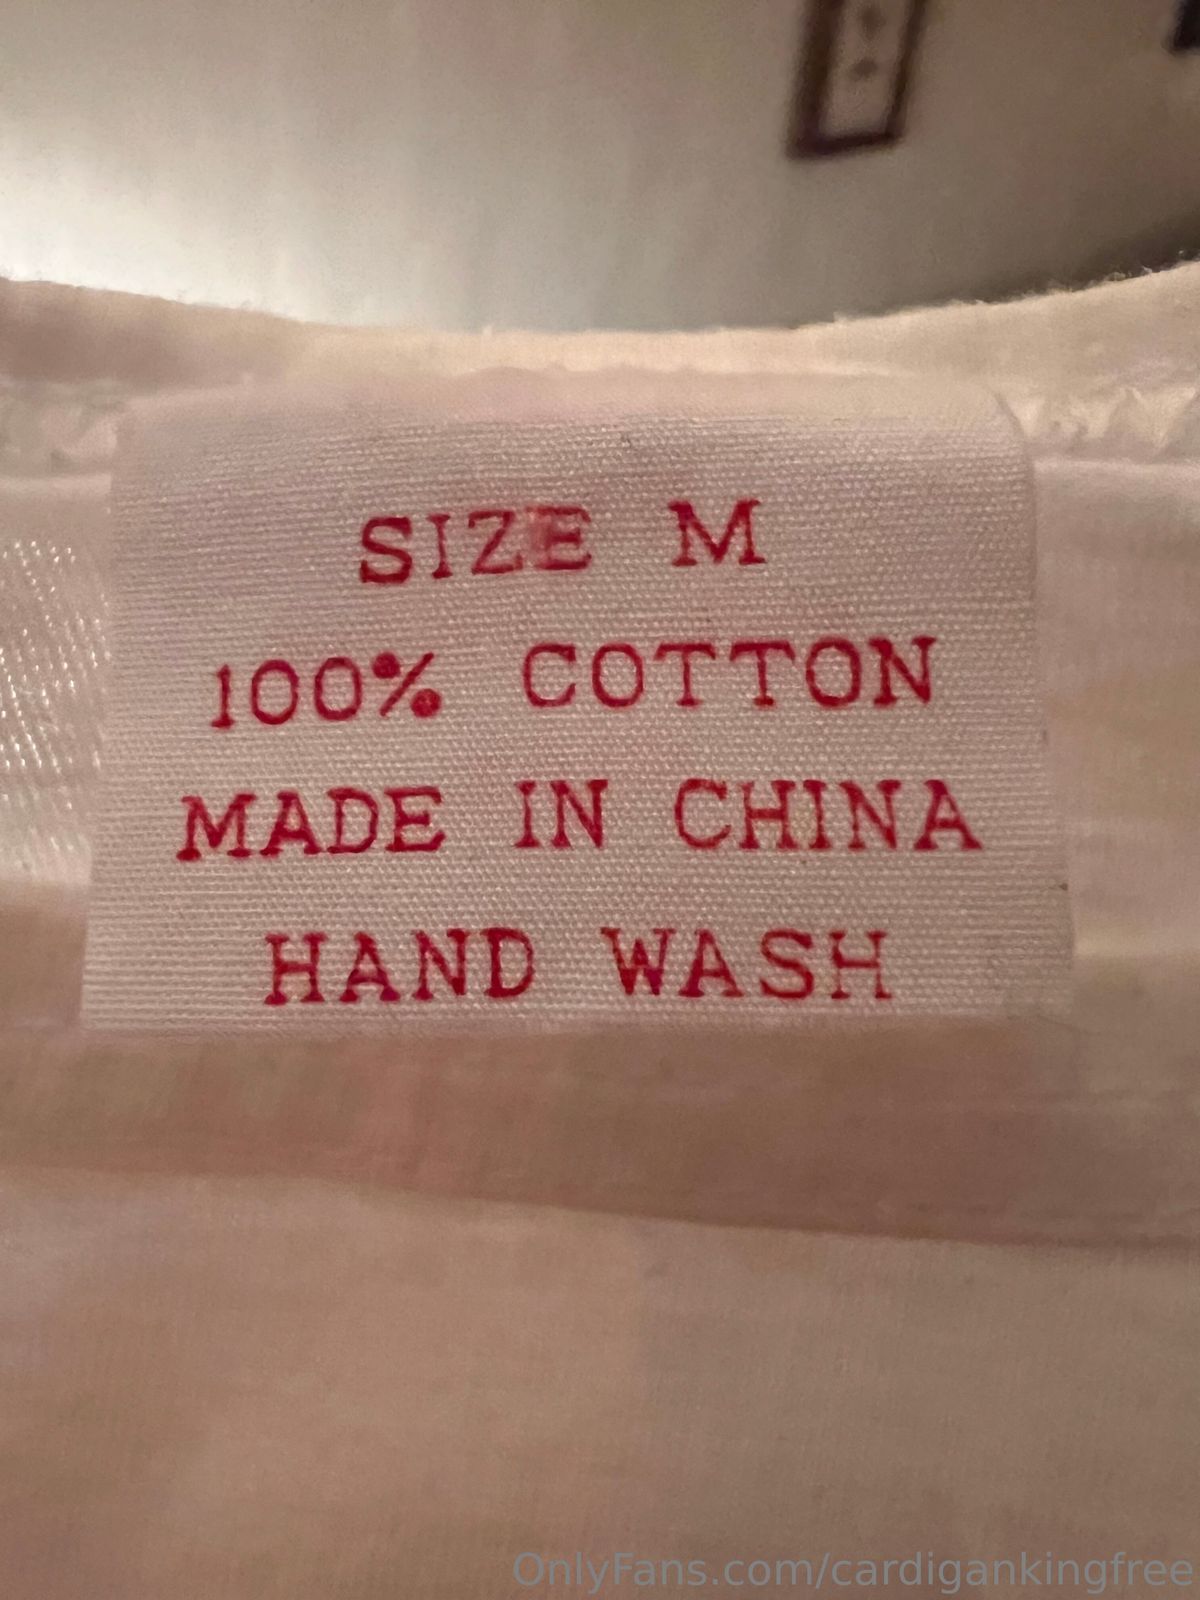 SIZE M
100% COTTON
MADE IN CHINA
HAND WASH
OnlyFans.com/cardigankingfree